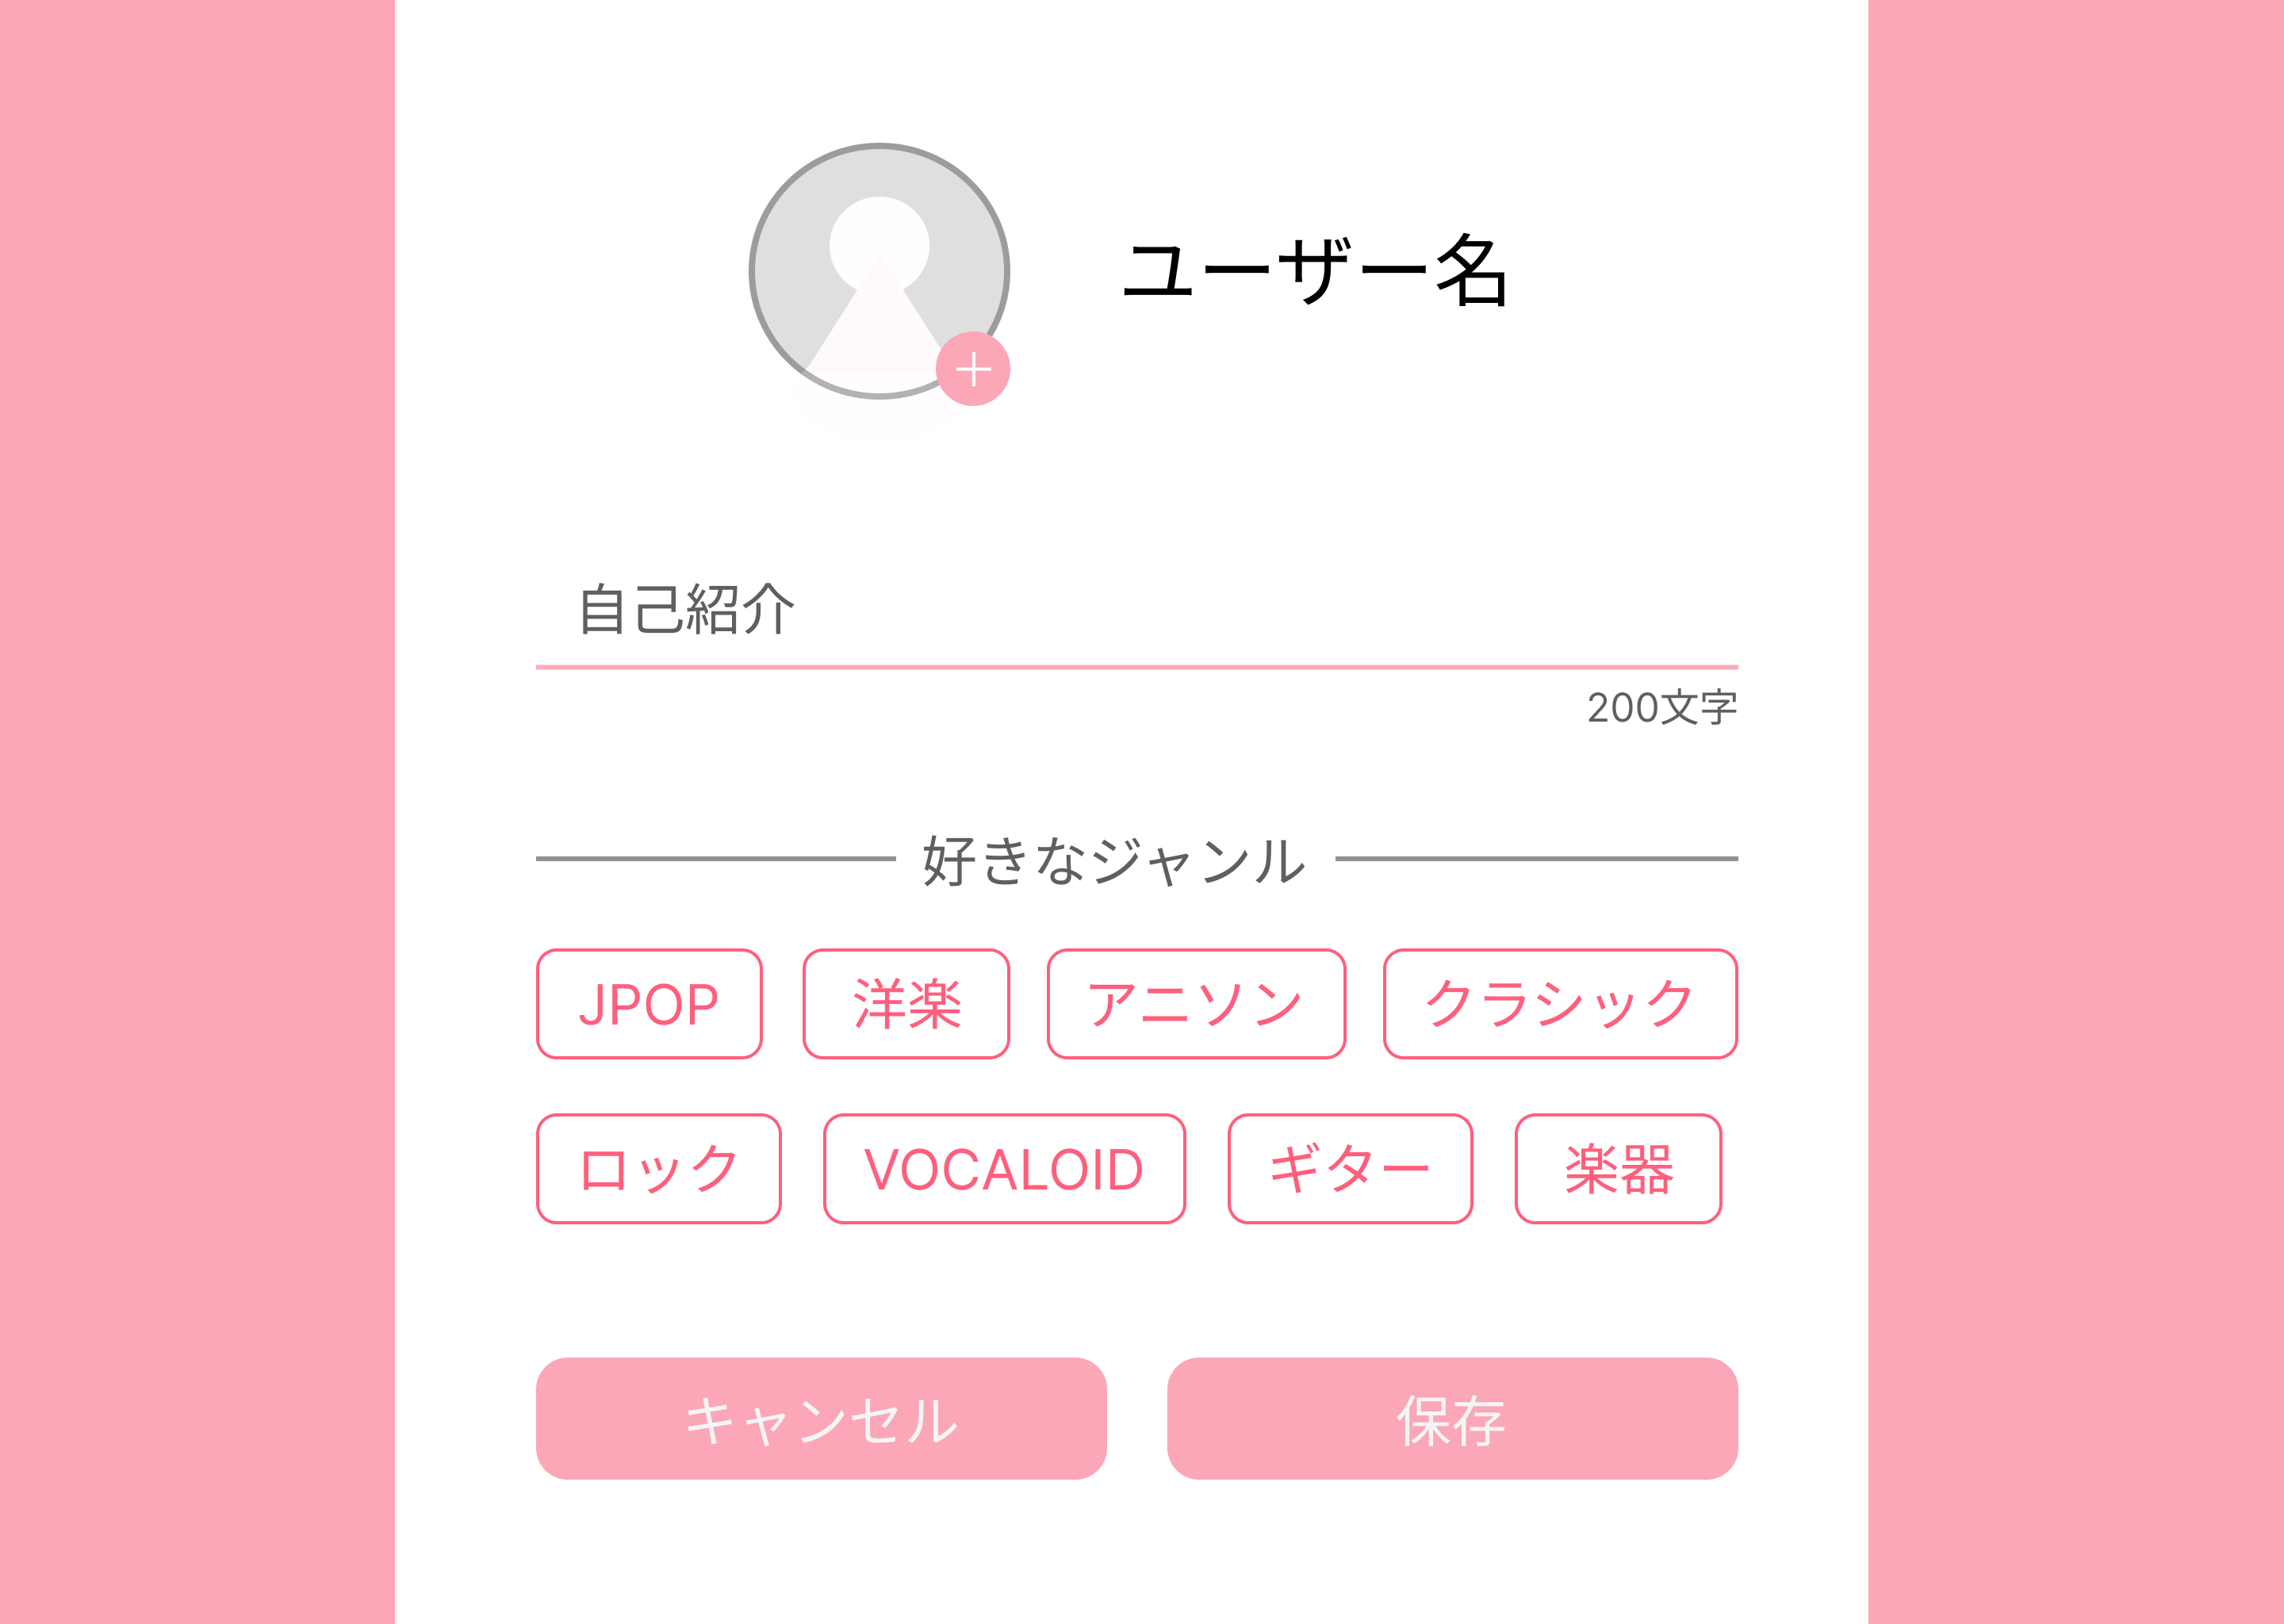 ユーザー名
自己紹介
200文字
好きなジャンル
JPOP 洋楽 アニソン クラシック
ロック VOCALOID ギター 楽器
キャンセル 保存